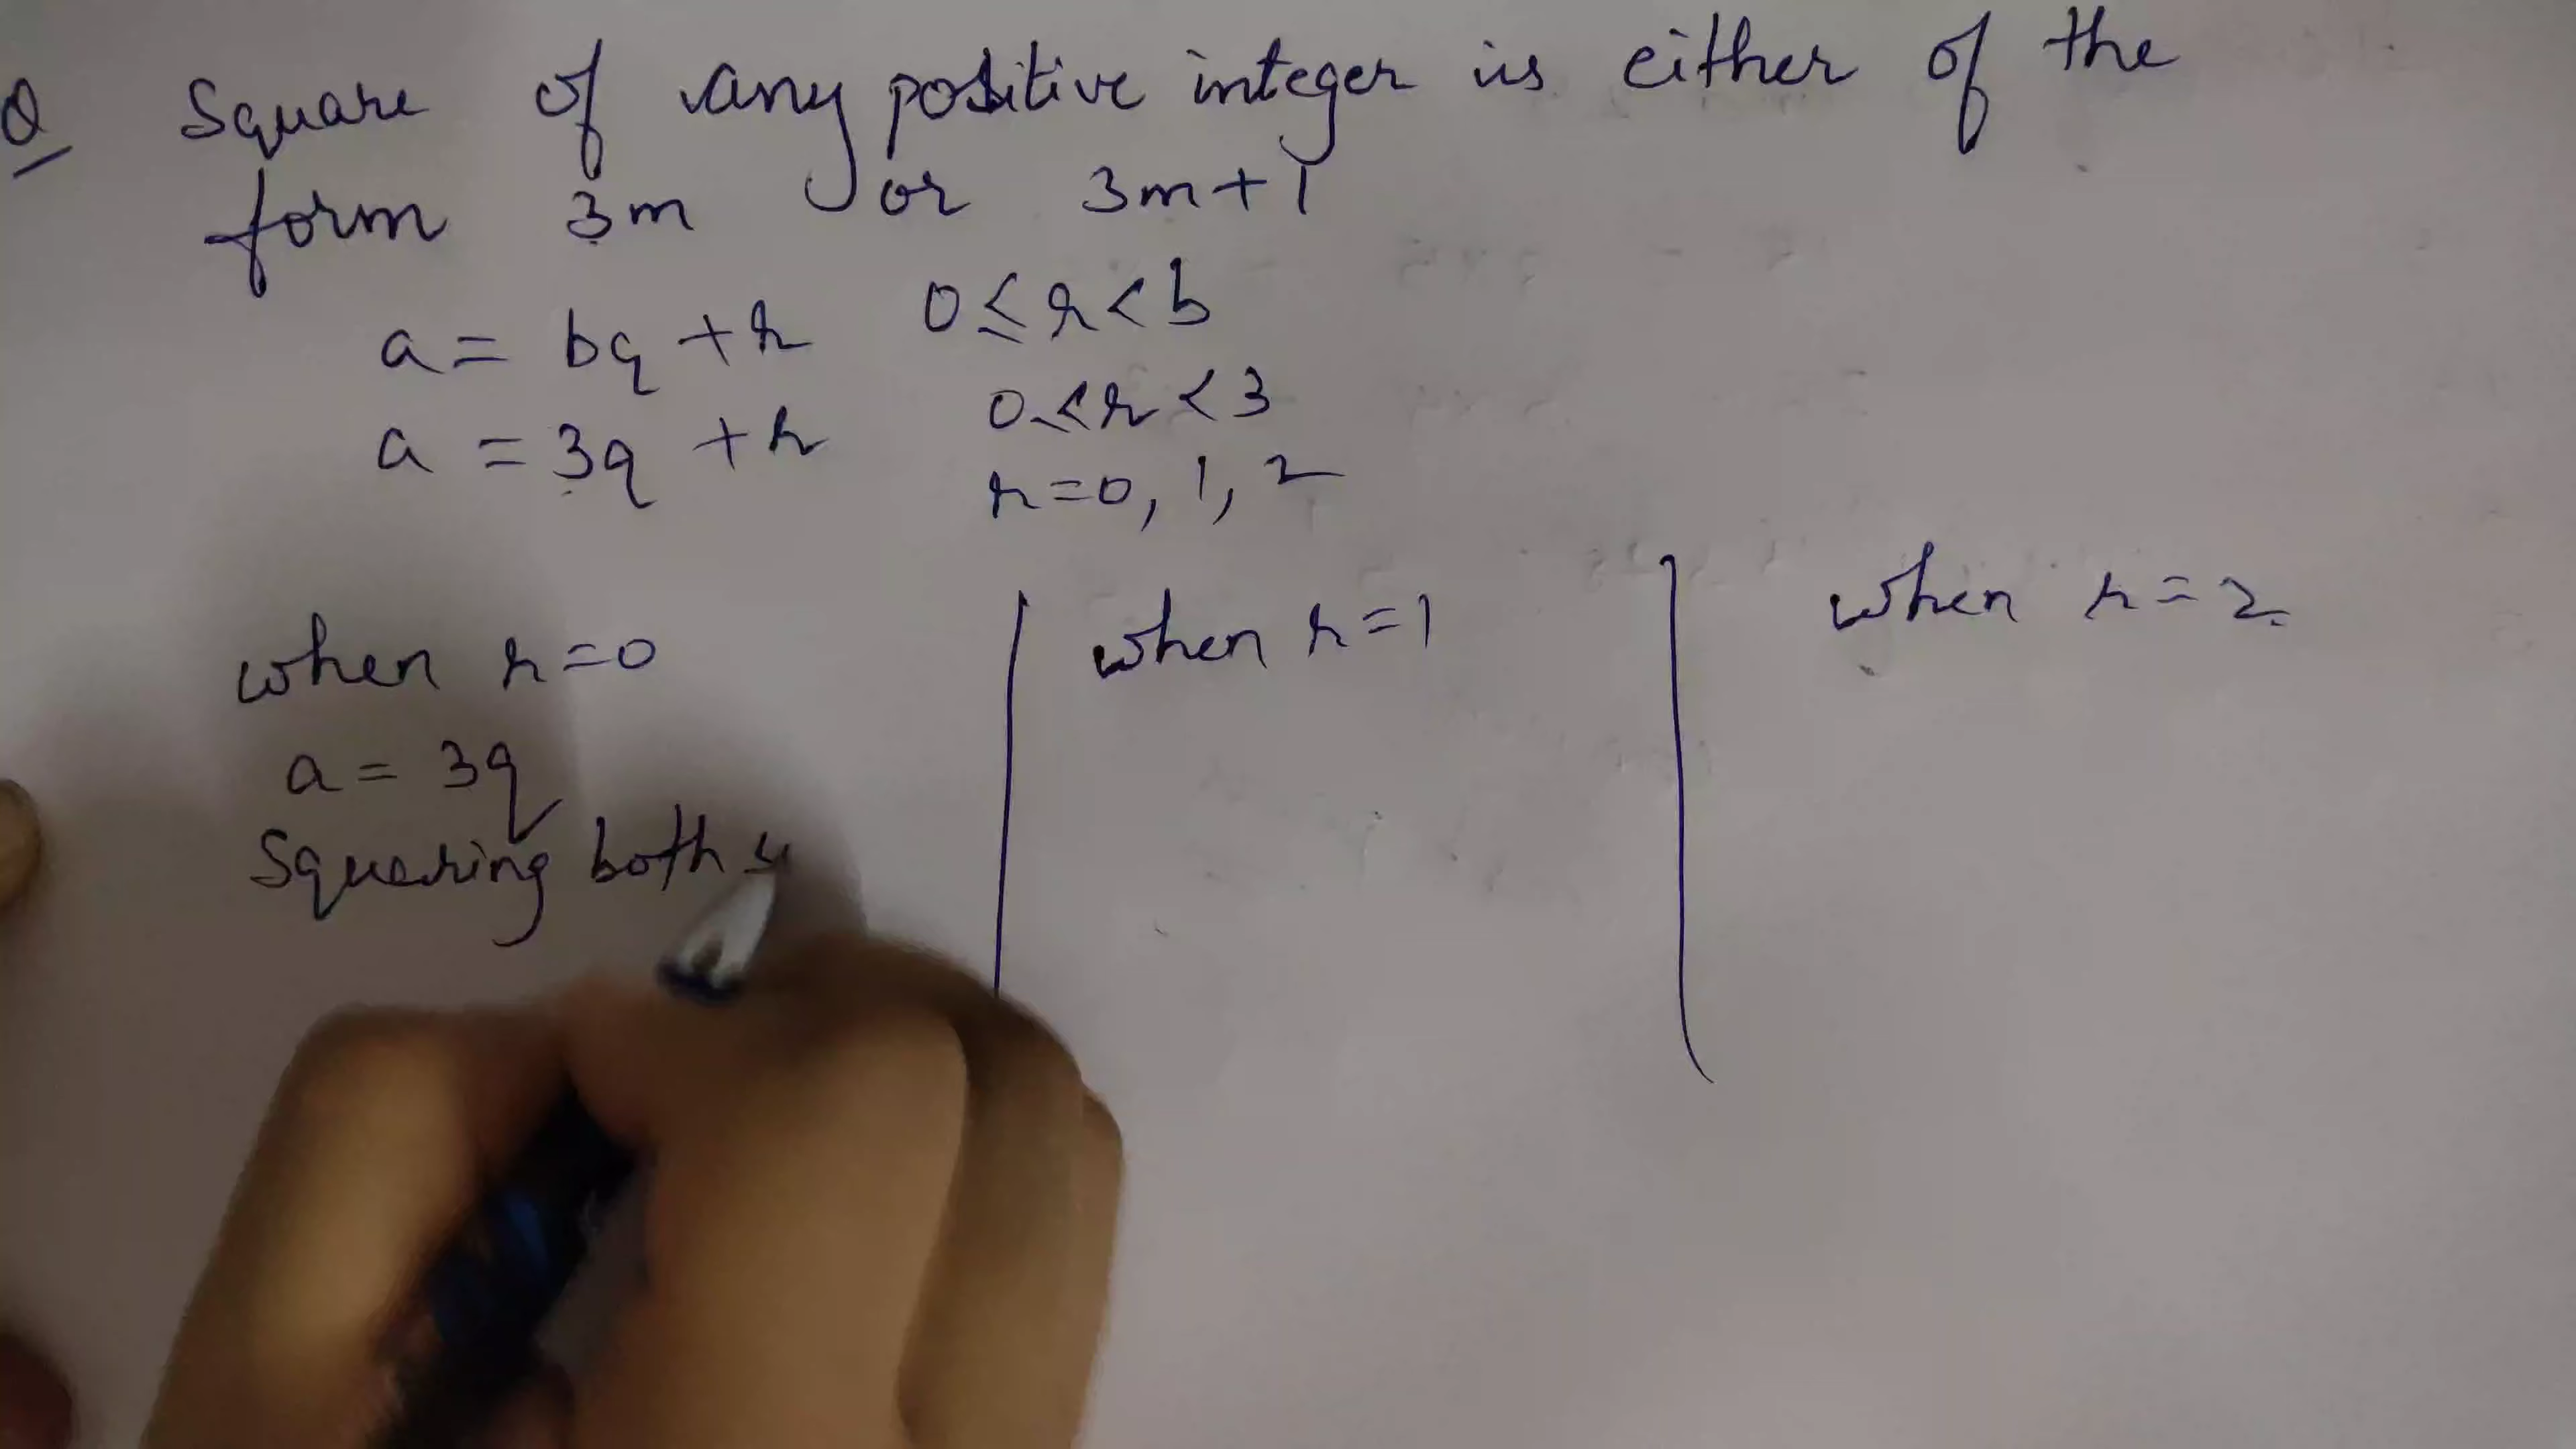 Q Square of any positive integer is either of the
form 3m or 3m+1
a = bq + r 0 ≤ r < b
a = 3q + r 0 ≤ r < 3
r = 0, 1, 2
when r = 0
a = 3q
Squaring both
when r = 1
when r = 2